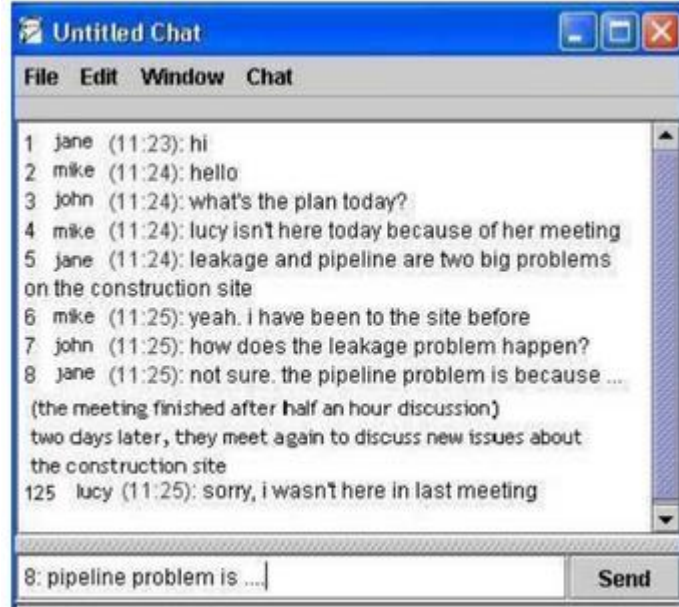 Untitled Chat
File Edit Window Chat
1 jane (11:23): hi
2 mike (11:24): hello
3 john (11:24): what's the plan today?
4 mike (11:24): lucy isn't here today because of her meeting
5 jane (11:24): leakage and pipeline are two big problems
on the construction site
6 mike (11:25): yeah. i have been to the site before
7 john (11:25): how does the leakage problem happen?
8 jane (11:25): not sure. the pipeline problem is because ...
(the meeting finished after half an hour discussion)
two days later, they meet again to discuss new issues about
the construction site
125 lucy (11:25): sorry, i wasn't here in last meeting
8: pipeline problem is ....
Send